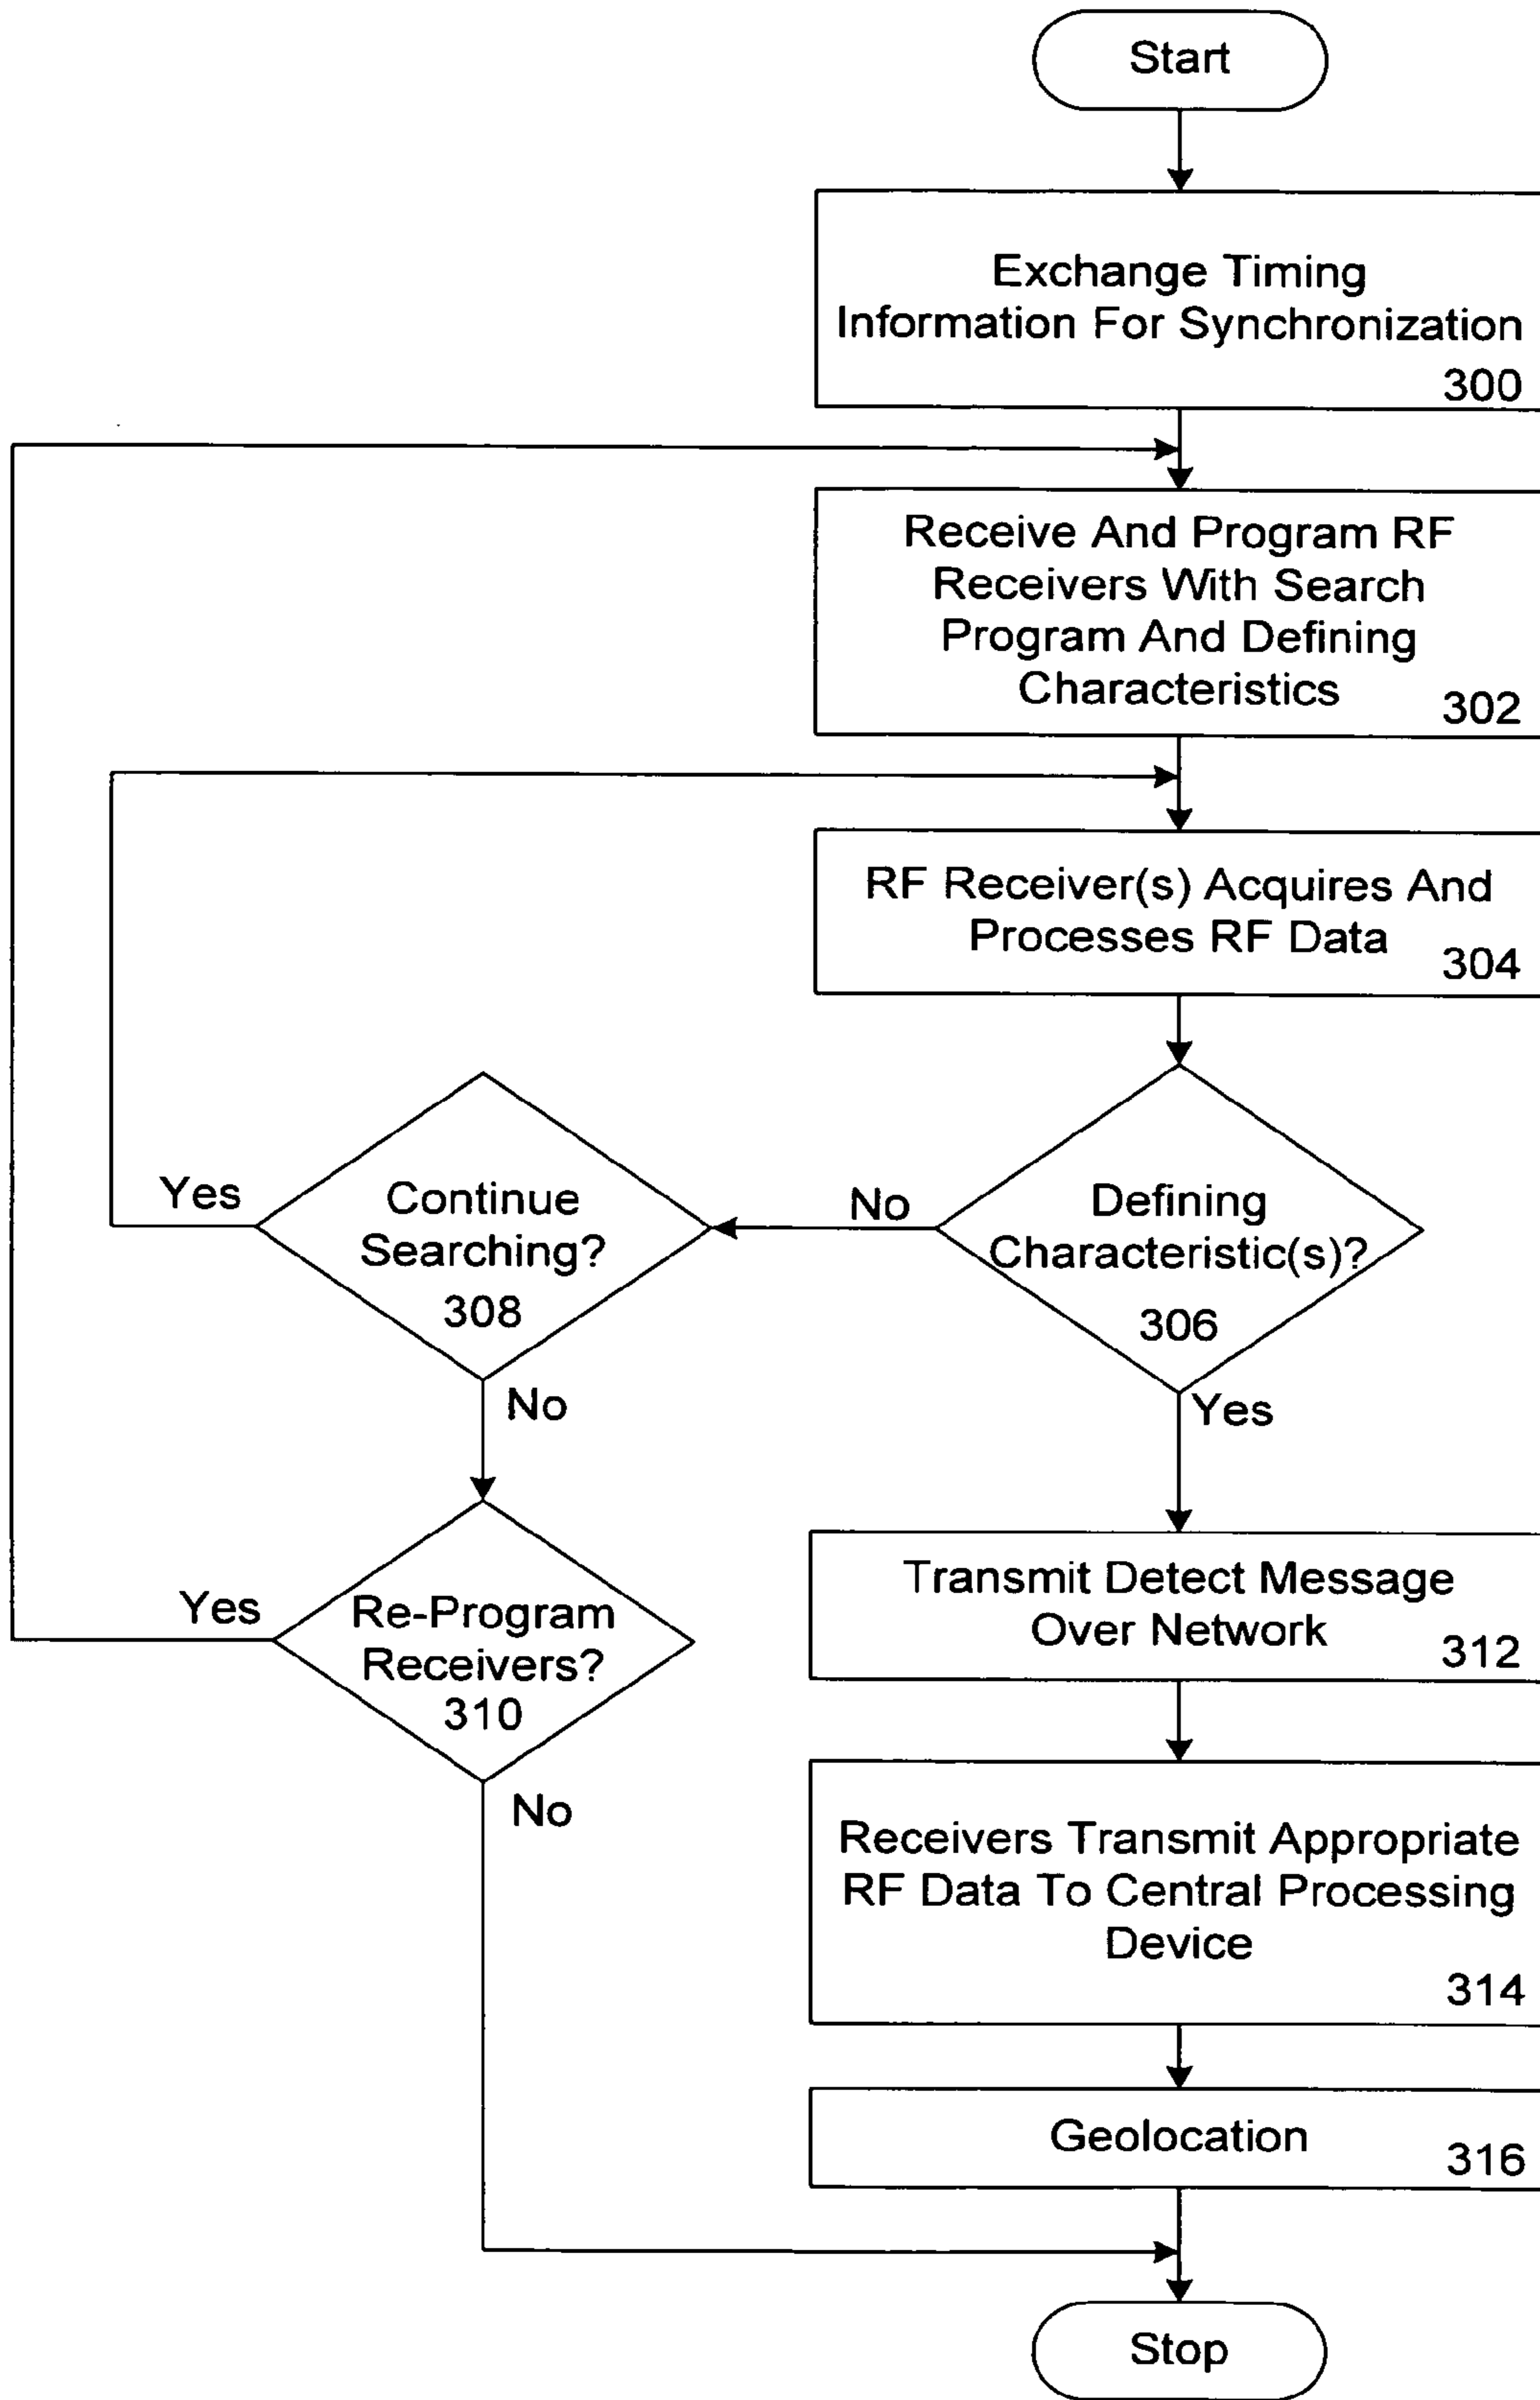 Start
Exchange Timing
Information For Synchronization
300
Receive And Program RF
Receivers With Search
Program And Defining
Characteristics
302
RF Receiver(s) Acquires And
Processes RF Data
304
Defining
Characteristic(s)?
306
No
Yes
Continue
Searching?
308
Yes
No
Re-Program
Receivers?
310
Yes
No
Transmit Detect Message
Over Network
312
Receivers Transmit Appropriate
RF Data To Central Processing
Device
314
Geolocation
316
Stop